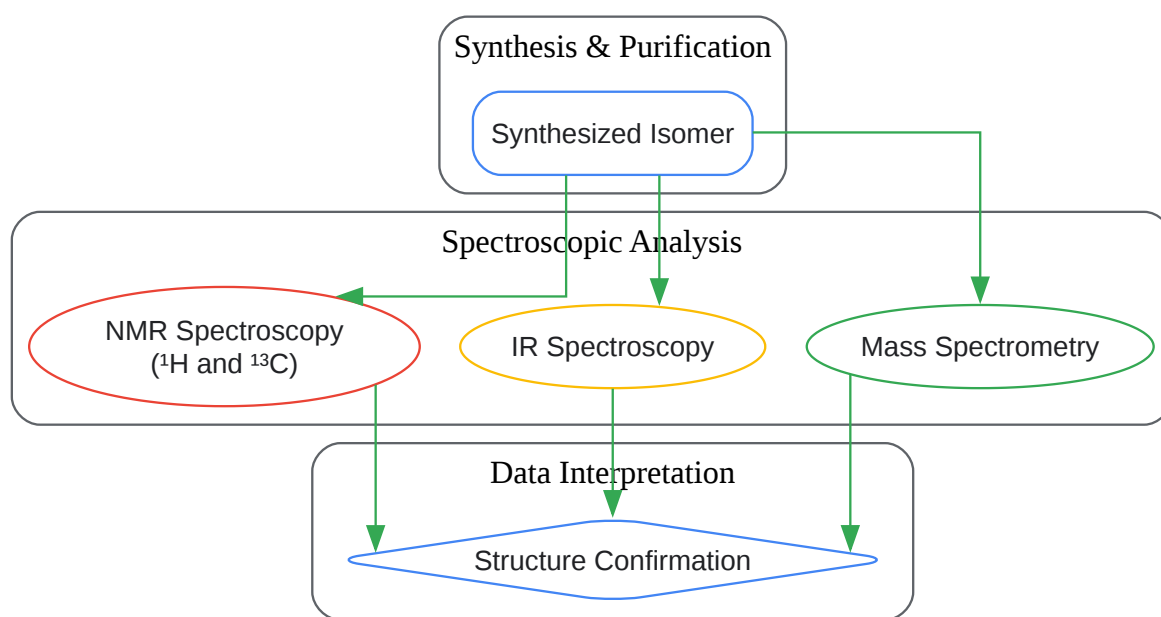 Synthesis & Purification
Synthesized Isomer
Spectroscopic Analysis
NMR Spectroscopy
(¹H and ¹³C)
IR Spectroscopy
Mass Spectrometry
Data Interpretation
Structure Confirmation